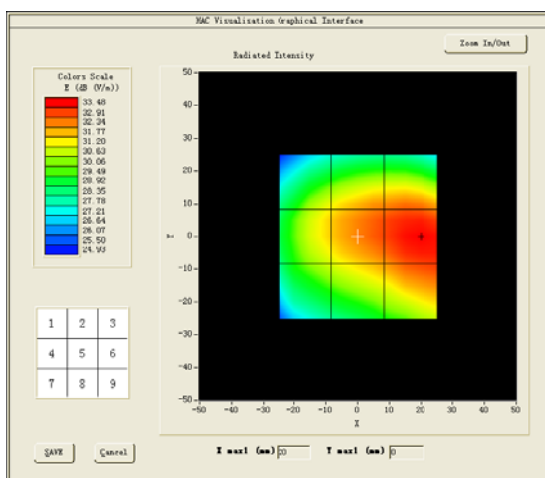 HAC Visualisation Graphical Interface
Zoom In/Out
Radiated Intensity
Colors Scale
E (dB (V/m))
33.48
32.91
32.34
31.77
31.20
30.63
30.06
29.49
28.92
28.35
27.78
27.21
26.64
26.07
25.50
24.93
50
40
30
20
10
0
-10
-20
-30
-40
-50
Y
-50 -40 -30 -20 -10 0 10 20 30 40 50
X
1 2 3
4 5 6
7 8 9
SAVE
Cancel
X max1 (mm) 20
Y max1 (mm) 0